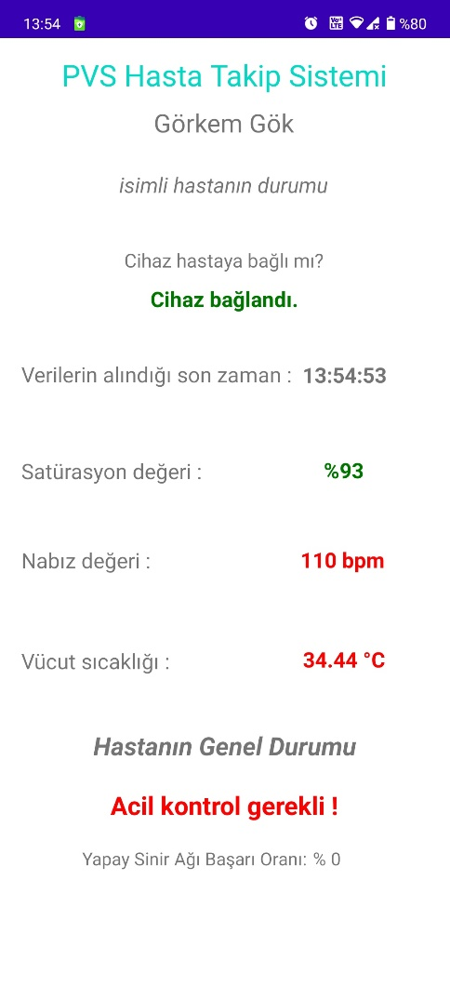 13:54 %80
PVS Hasta Takip Sistemi
Görkem Gök
isimli hastanın durumu
Cihaz hastaya bağlı mı?
Cihaz bağlandı.
Verilerin alındığı son zaman : 13:54:53
Satürasyon değeri : %93
Nabız değeri : 110 bpm
Vücut sıcaklığı : 34.44 °C
Hastanın Genel Durumu
Acil kontrol gerekli !
Yapay Sinir Ağı Başarı Oranı: % 0